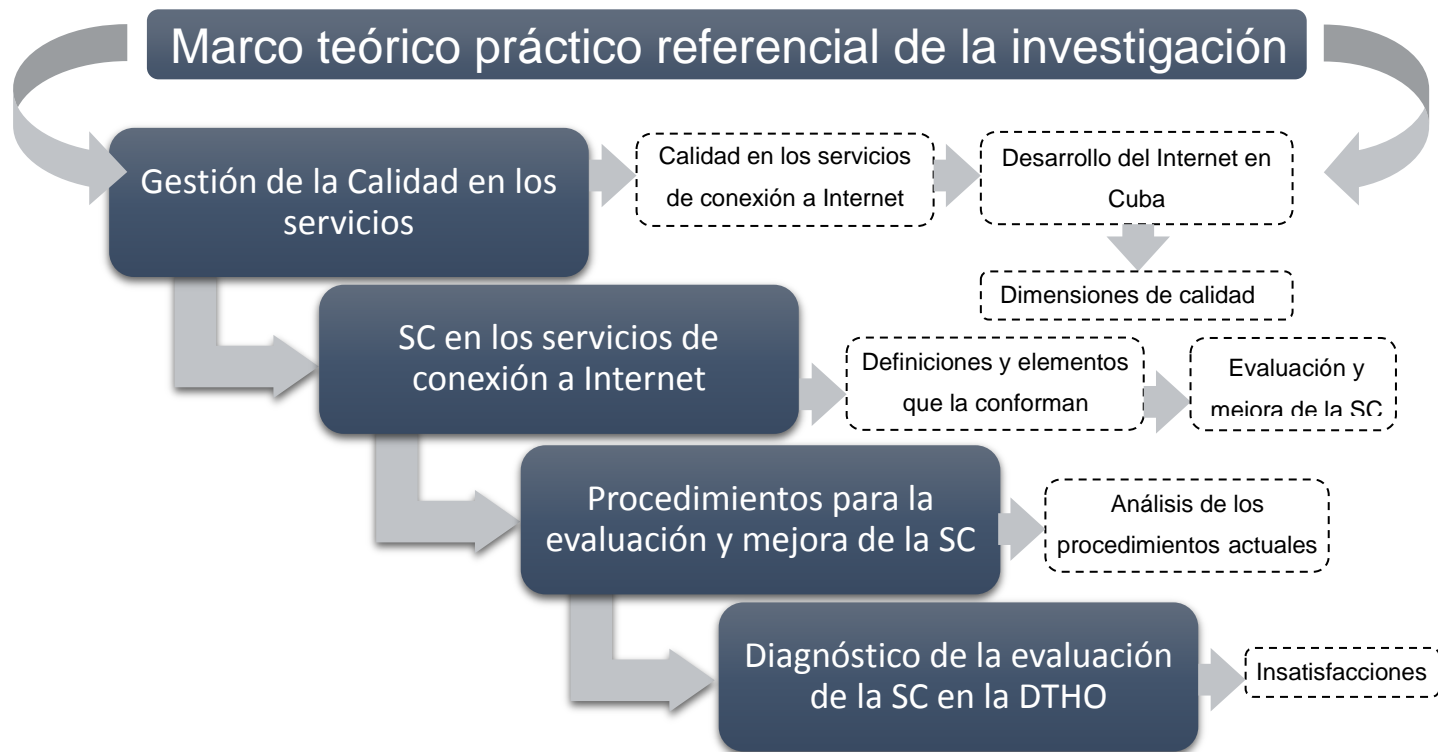 Marco teórico práctico referencial de la investigación
Gestión de la Calidad en los
servicios
Calidad en los servicios
de conexión a Internet
Desarrollo del Internet en
Cuba
Dimensiones de calidad
SC en los servicios de
conexión a Internet
Definiciones y elementos
que la conforman
Evaluación y
mejora de la SC
Procedimientos para la
evaluación y mejora de la SC
Análisis de los
procedimientos actuales
Diagnóstico de la evaluación
de la SC en la DTHO
Insatisfacciones